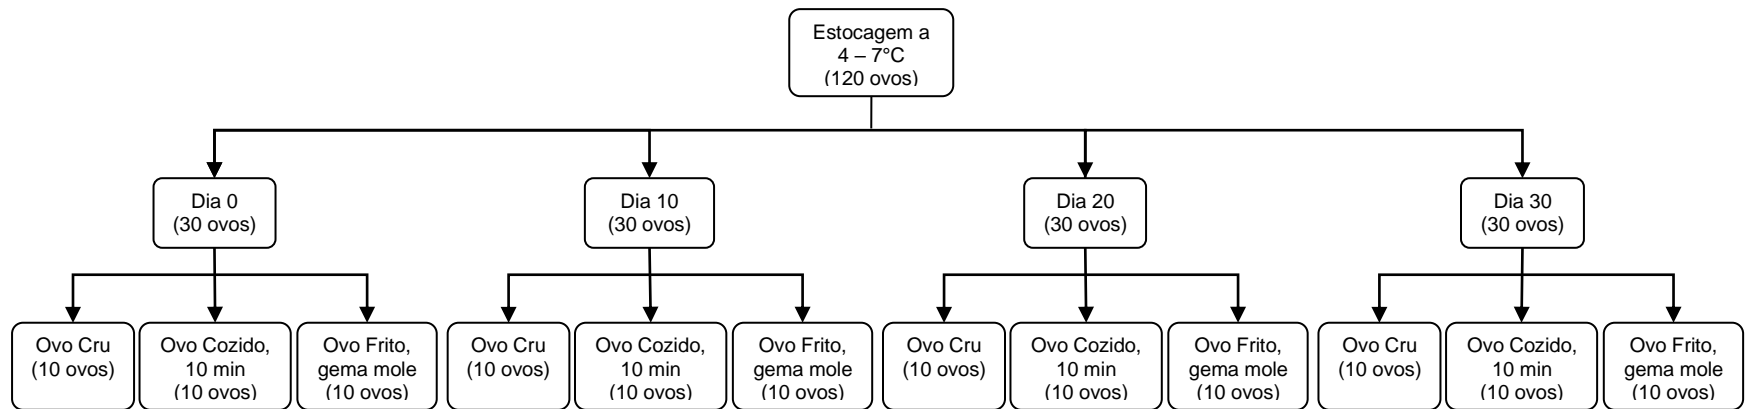 Estocagem a
4 – 7°C
(120 ovos)
Dia 0
(30 ovos)
Dia 10
(30 ovos)
Dia 20
(30 ovos)
Dia 30
(30 ovos)
Ovo Cru
(10 ovos)
Ovo Cozido,
10 min
(10 ovos)
Ovo Frito,
gema mole
(10 ovos)
Ovo Cru
(10 ovos)
Ovo Cozido,
10 min
(10 ovos)
Ovo Frito,
gema mole
(10 ovos)
Ovo Cru
(10 ovos)
Ovo Cozido,
10 min
(10 ovos)
Ovo Frito,
gema mole
(10 ovos)
Ovo Cru
(10 ovos)
Ovo Cozido,
10 min
(10 ovos)
Ovo Frito,
gema mole
(10 ovos)